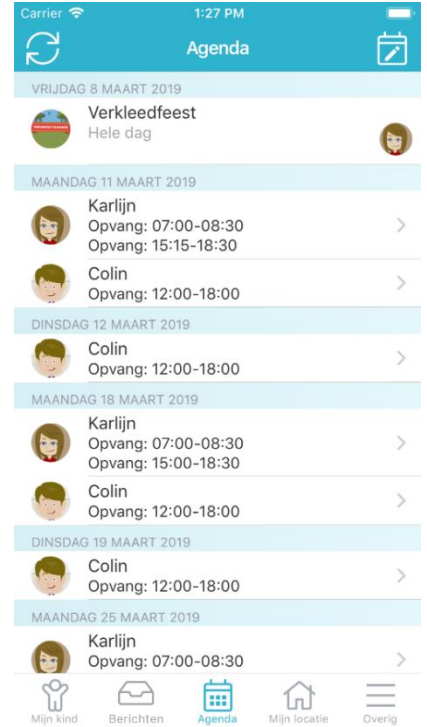 Carrier 1:27 PM
Agenda
VRIJDAG 8 MAART 2019
Verkleedfeest
Hele dag
MAANDAG 11 MAART 2019
Karlijn
Opvang: 07:00-08:30
Opvang: 15:15-18:30
Colin
Opvang: 12:00-18:00
DINSDAG 12 MAART 2019
Colin
Opvang: 12:00-18:00
MAANDAG 18 MAART 2019
Karlijn
Opvang: 07:00-08:30
Opvang: 15:00-18:30
Colin
Opvang: 12:00-18:00
DINSDAG 19 MAART 2019
Colin
Opvang: 12:00-18:00
MAANDAG 25 MAART 2019
Karlijn
Opvang: 07:00-08:30
Mijn kind Berichten Agenda Mijn locatie Overig